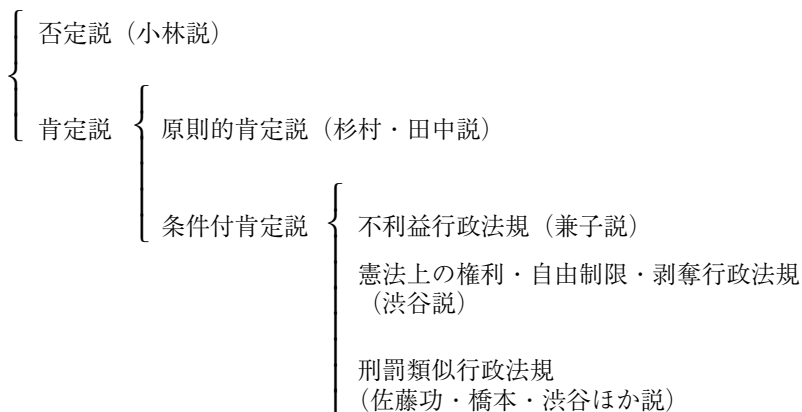 否定説（小林説）
肯定説
原則的肯定説（杉村・田中説）
条件付肯定説
不利益行政法規（兼子説）
憲法上の権利・自由制限・剥奪行政法規
（渋谷説）
刑罰類似行政法規
（佐藤功・橋本・渋谷ほか説）